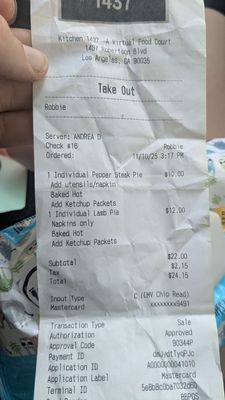 1437
Kitchen 1437 -A Virtual Food Court
1437 Robertson Blvd
Los Angeles, CA 90035
Take Out
Robbie
Server: ANDREA D
Check #16 Robbie
Ordered: 11/10/25 3:17 PM
1 Individual Pepper Steak Pie $10.00
Add utensils/napkin
Baked Hot
Add Ketchup Packets
1 Individual Lamb Pie $12.00
Napkins only
Baked Hot
Add Ketchup Packets
Subtotal $22.00
Tax $2.15
Total $24.15
Input Type C (EMV Chip Read)
Mastercard xxxxxxxx9491
Transaction Type Sale
Authorization Approved
Approval Code 90344P
Payment ID
Application ID A0000000041010
Application Label Mastercard
Terminal ID
BBPOS